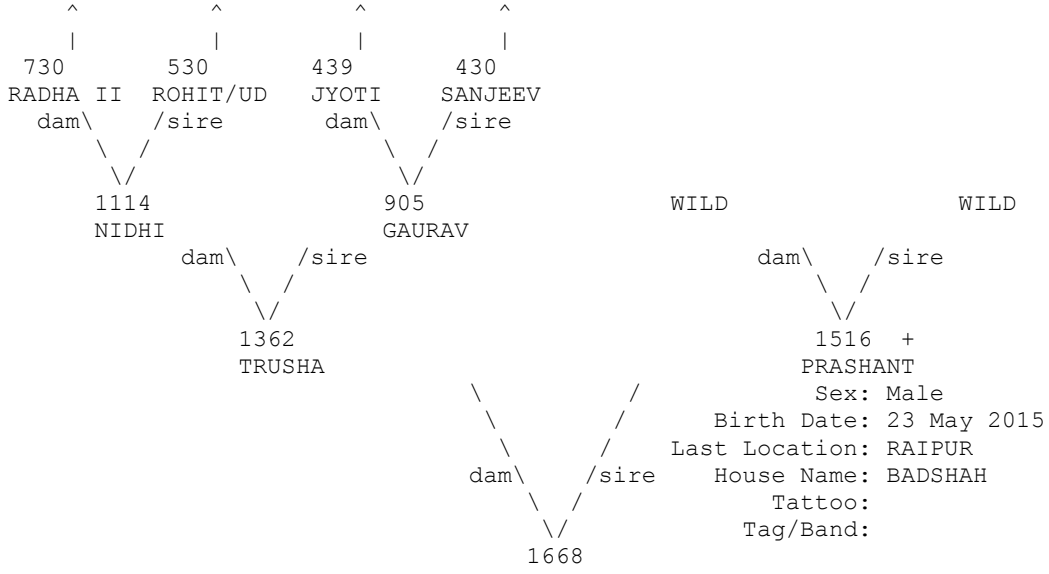 ^ ^ ^ ^
| | | |
730 530 439 430
RADHA II ROHIT/UD JYOTI SANJEEV
dam\ /sire dam\ /sire
\ / \ /
\/ \/
1114 905 WILD WILD
NIDHI GAURAV
dam\ /sire dam\ /sire
\ / \ /
\/ \/
1362 1516 +
TRUSHA PRASHANT
\ / Sex: Male
\ / Birth Date: 23 May 2015
\ / Last Location: RAIPUR
dam\ /sire House Name: BADSHAH
\ / Tattoo:
\/ Tag/Band:
1668